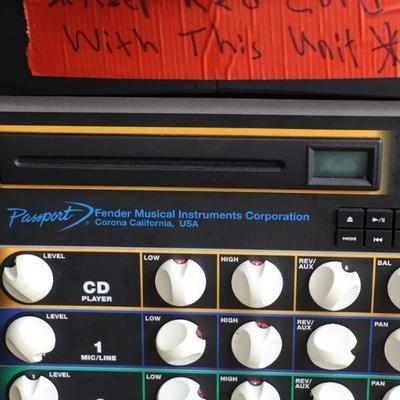 With This Unit *
Passport® Fender Musical Instruments Corporation
Corona California, USA
MODE
LEVEL LOW HIGH REV/ BAL
AUX
CD
PLAYER
LEVEL LOW HIGH REV/ PAN
AUX
1
MIC/LINE
LEVEL LOW HIGH REV/ PAN
AUX